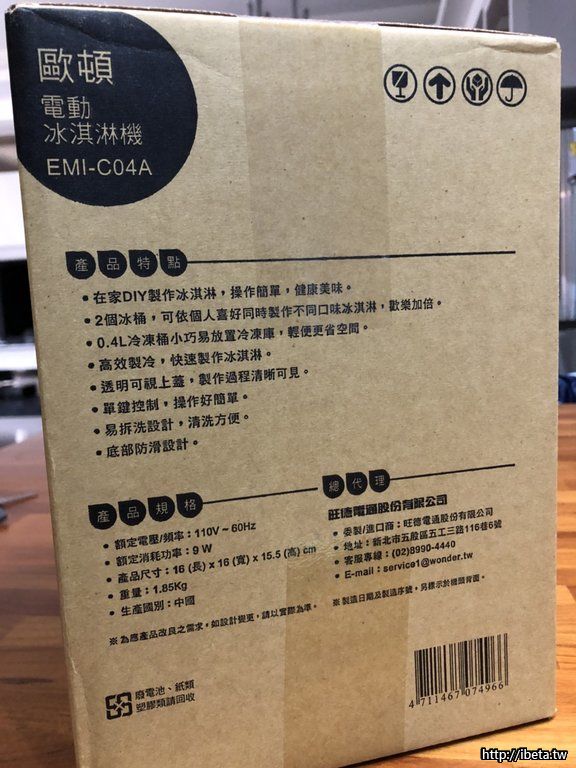 歐頓
電動
冰淇淋機
EMI-C04A
產品特點
• 在家DIY製作冰淇淋，操作簡單，健康美味。
• 2個冰桶，可依個人喜好同時製作不同口味冰淇淋，歡樂加倍。
• 0.4L冷凍桶小巧易放置冷凍庫，輕便更省空間。
• 高效製冷，快速製作冰淇淋。
• 透明可視上蓋，製作過程清晰可見。
• 單鍵控制，操作好簡單。
• 易拆洗設計，清洗方便。
• 底部防滑設計。
產品規格
• 額定電壓/頻率：110V～60Hz
• 額定消耗功率：9 W
• 產品尺寸：16 (長) x 16 (寬) x 15.5 (高) cm
• 重量：1.85Kg
• 生產國別：中國
※為應產品改良之需求，如設計變更，請以實際為準。
總代理
旺德電通股份有限公司
• 委製/進口商：旺德電通股份有限公司
• 地址：新北市五股區五工三路116巷6號
• 客服專線：(02)8990-4440
• E-mail：service1@wonder.tw
※製造日期及製造序號，另標示於機體背面。
廢電池、紙類
塑膠類請回收
4 711467 074966
http://ibeta.tw